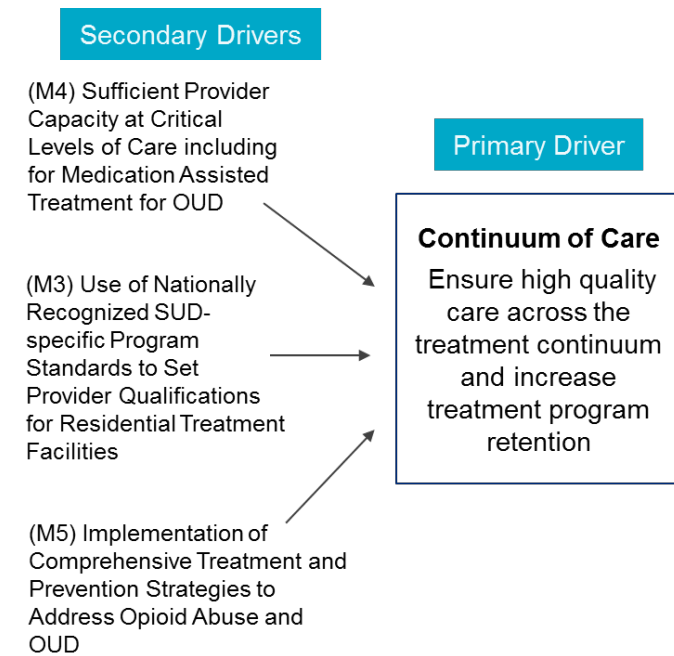 Secondary Drivers
(M4) Sufficient Provider
Capacity at Critical
Levels of Care including
for Medication Assisted
Treatment for OUD
(M3) Use of Nationally
Recognized SUD-
specific Program
Standards to Set
Provider Qualifications
for Residential Treatment
Facilities
(M5) Implementation of
Comprehensive Treatment and
Prevention Strategies to
Address Opioid Abuse and
OUD
Primary Driver
Continuum of Care
Ensure high quality
care across the
treatment continuum
and increase
treatment program
retention